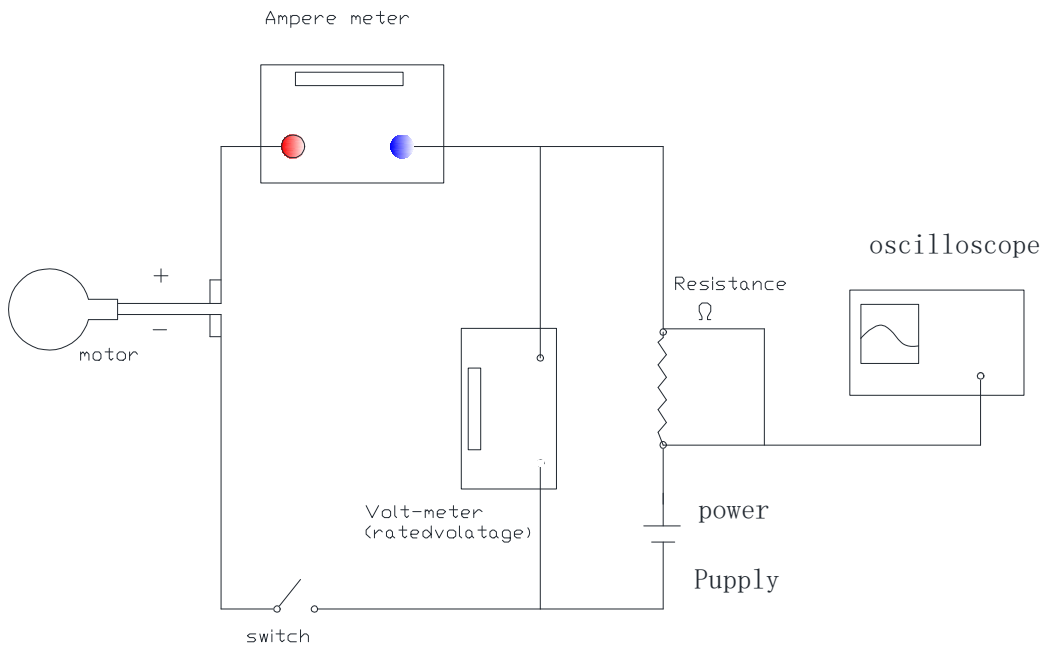 Ampere meter
oscilloscope
+
Resistance
Ω
−
motor
Volt-meter
(ratedvolatage)
power
Pupply
switch